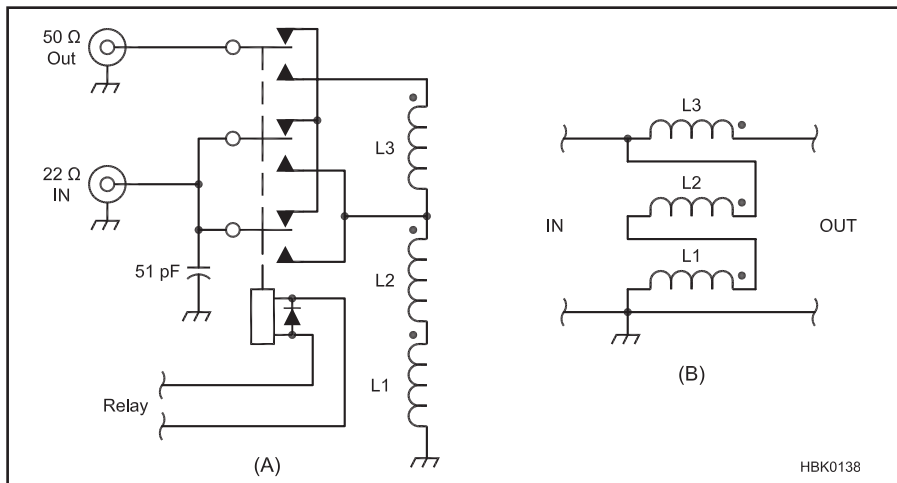 50 Ω
Out
22 Ω
IN
51 pF
Relay
L3
L2
L1
(A)
L3
L2
L1
IN
OUT
(B)
HBK0138